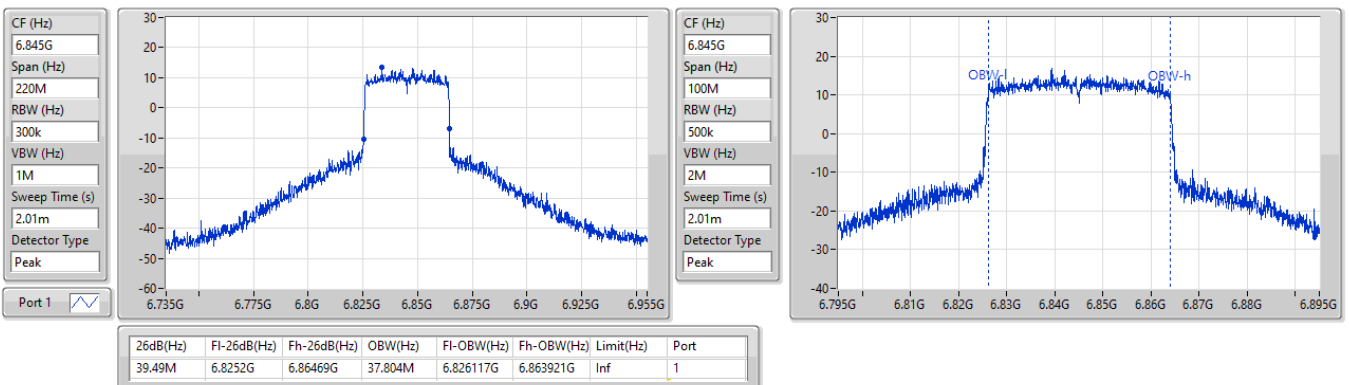 CF (Hz)
6.845G
Span (Hz)
220M
RBW (Hz)
300k
VBW (Hz)
1M
Sweep Time (s)
2.01m
Detector Type
Peak
Port 1
30
20
10
0
-10
-20
-30
-40
-50
-60
6.735G 6.775G 6.8G 6.825G 6.85G 6.875G 6.9G 6.925G 6.955G
CF (Hz)
6.845G
Span (Hz)
100M
RBW (Hz)
500k
VBW (Hz)
2M
Sweep Time (s)
2.01m
Detector Type
Peak
30
20
10
0
-10
-20
-30
-40
OBW-l OBW-h
6.795G 6.81G 6.82G 6.83G 6.84G 6.85G 6.86G 6.87G 6.88G 6.895G
26dB(Hz) Fl-26dB(Hz) Fh-26dB(Hz) OBW(Hz) Fl-OBW(Hz) Fh-OBW(Hz) Limit(Hz) Port
39.49M 6.8252G 6.86469G 37.804M 6.826117G 6.863921G Inf 1